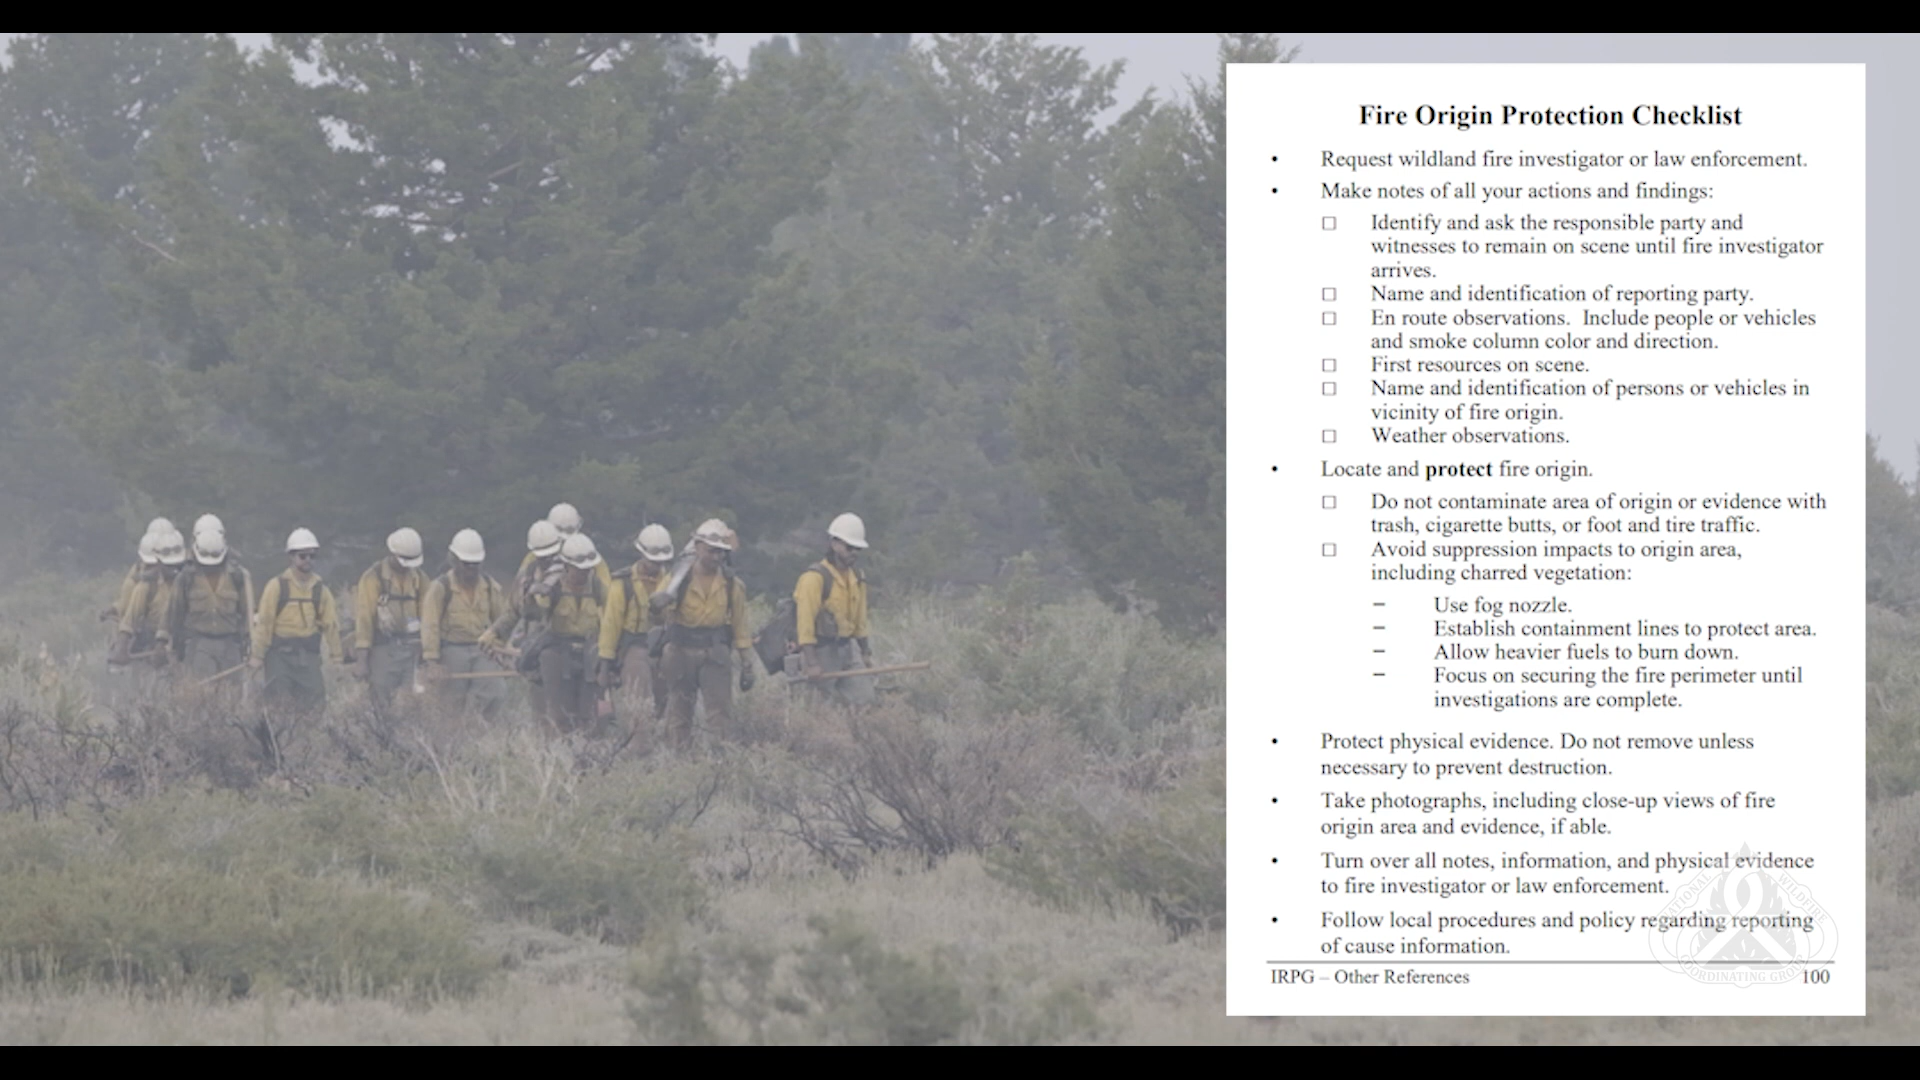 Fire Origin Protection Checklist
• Request wildland fire investigator or law enforcement.
• Make notes of all your actions and findings:
□ Identify and ask the responsible party and
witnesses to remain on scene until fire investigator
arrives.
□ Name and identification of reporting party.
□ En route observations. Include people or vehicles
and smoke column color and direction.
□ First resources on scene.
□ Name and identification of persons or vehicles in
vicinity of fire origin.
□ Weather observations.
• Locate and protect fire origin.
□ Do not contaminate area of origin or evidence with
trash, cigarette butts, or foot and tire traffic.
□ Avoid suppression impacts to origin area,
including charred vegetation:
– Use fog nozzle.
– Establish containment lines to protect area.
– Allow heavier fuels to burn down.
– Focus on securing the fire perimeter until
investigations are complete.
• Protect physical evidence. Do not remove unless
necessary to prevent destruction.
• Take photographs, including close-up views of fire
origin area and evidence, if able.
• Turn over all notes, information, and physical evidence
to fire investigator or law enforcement.
• Follow local procedures and policy regarding reporting
of cause information.
IRPG – Other References 100
NATIONAL WILDFIRE
COORDINATING GROUP